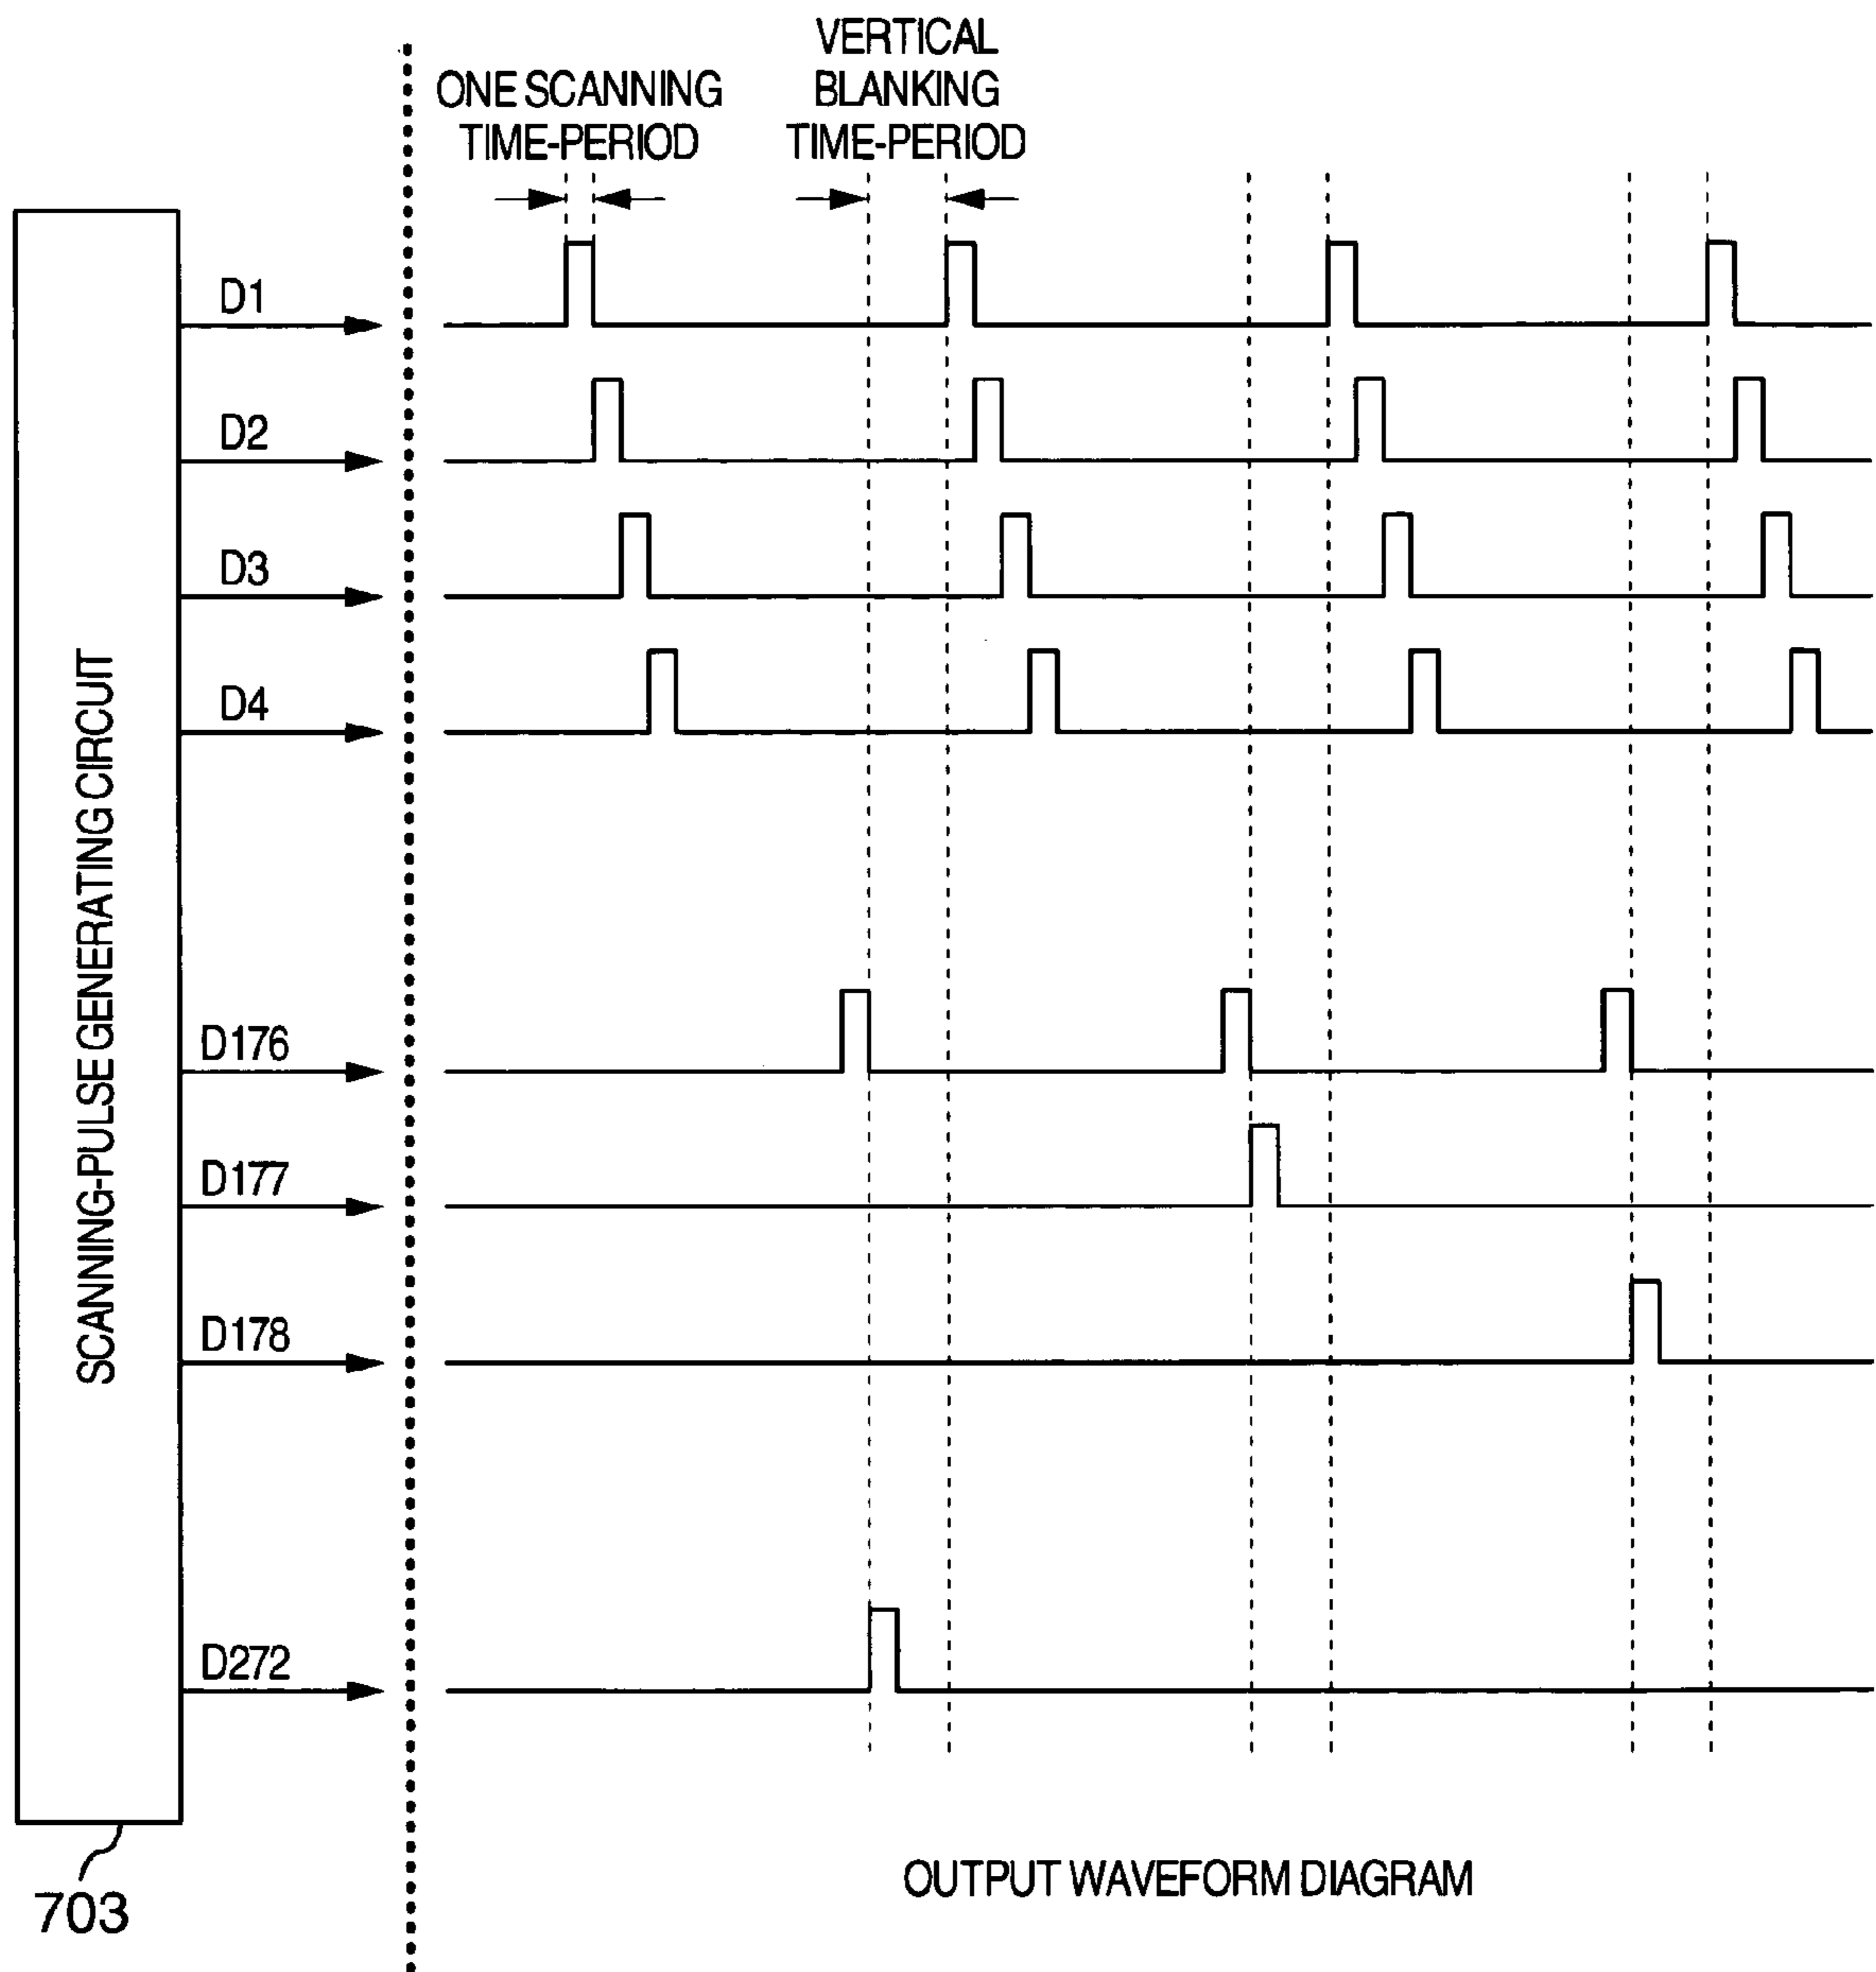 ONE SCANNING
TIME-PERIOD
VERTICAL
BLANKING
TIME-PERIOD
SCANNING-PULSE GENERATING CIRCUIT
D1
D2
D3
D4
D176
D177
D178
D272
703
OUTPUT WAVEFORM DIAGRAM